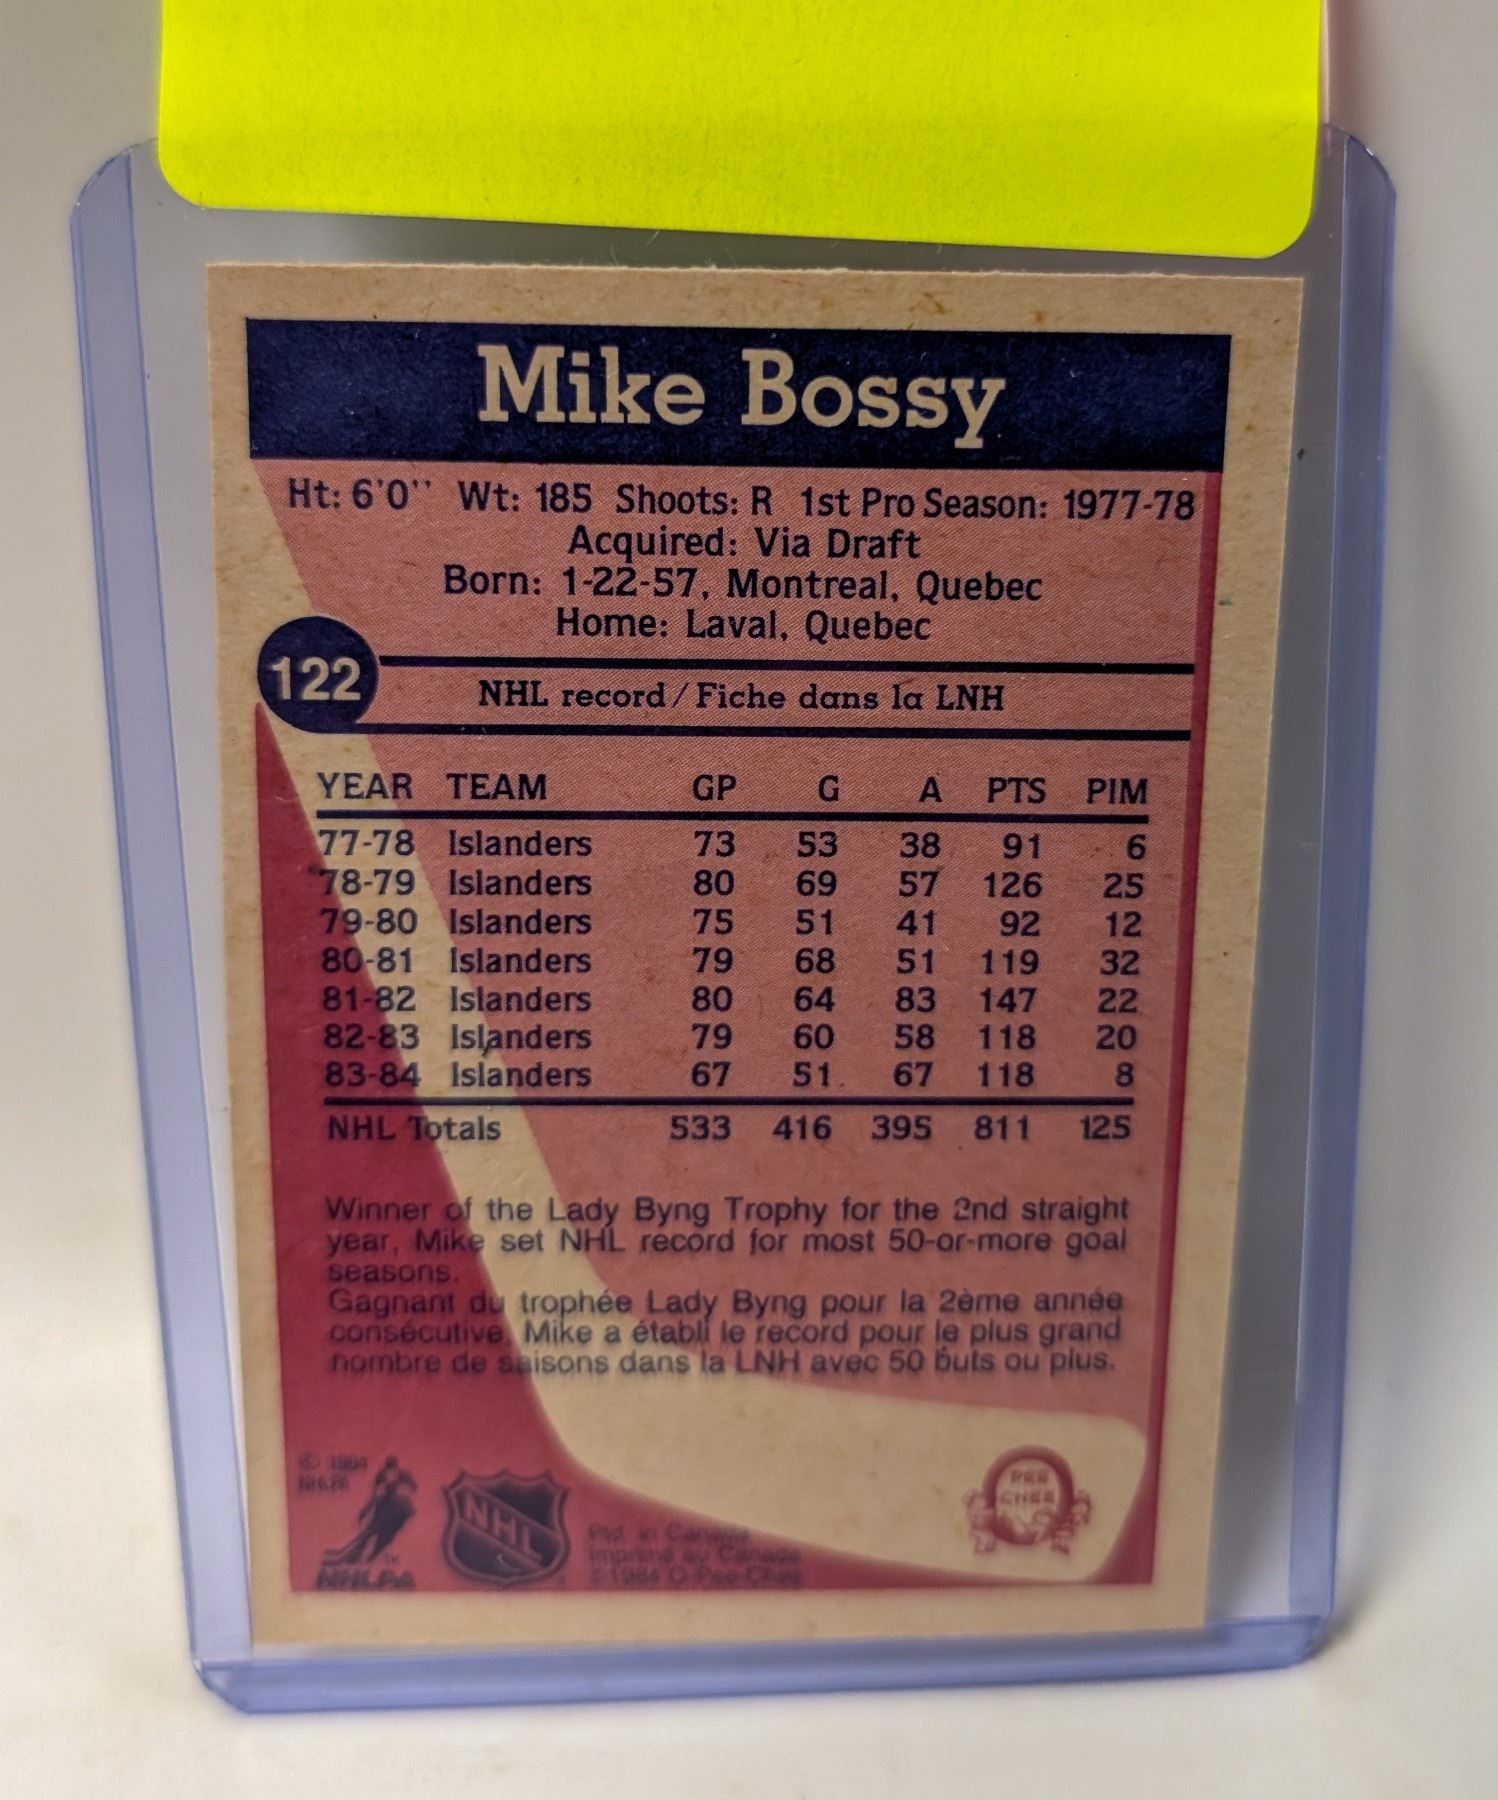 Mike Bossy
Ht: 6'0'' Wt: 185 Shoots: R 1st Pro Season: 1977-78
Acquired: Via Draft
Born: 1-22-57, Montreal, Quebec
Home: Laval, Quebec
122
NHL record/Fiche dans la LNH
YEAR TEAM GP G A PTS PIM
77-78 Islanders 73 53 38 91 6
78-79 Islanders 80 69 57 126 25
79-80 Islanders 75 51 41 92 12
80-81 Islanders 79 68 51 119 32
81-82 Islanders 80 64 83 147 22
82-83 Islanders 79 60 58 118 20
83-84 Islanders 67 51 67 118 8
NHL Totals 533 416 395 811 125
Winner of the Lady Byng Trophy for the 2nd straight
year, Mike set NHL record for most 50-or-more goal
seasons.
Gagnant du trophée Lady Byng pour la 2ème année
consécutive, Mike a établi le record pour le plus grand
nombre de saisons dans la LNH avec 50 buts ou plus.
© 1984
NHLPA
NHLPA
NHL
Ptd. in Canada
Imprimé au Canada
©1984 O-Pee-Chee
PEE
CHEE